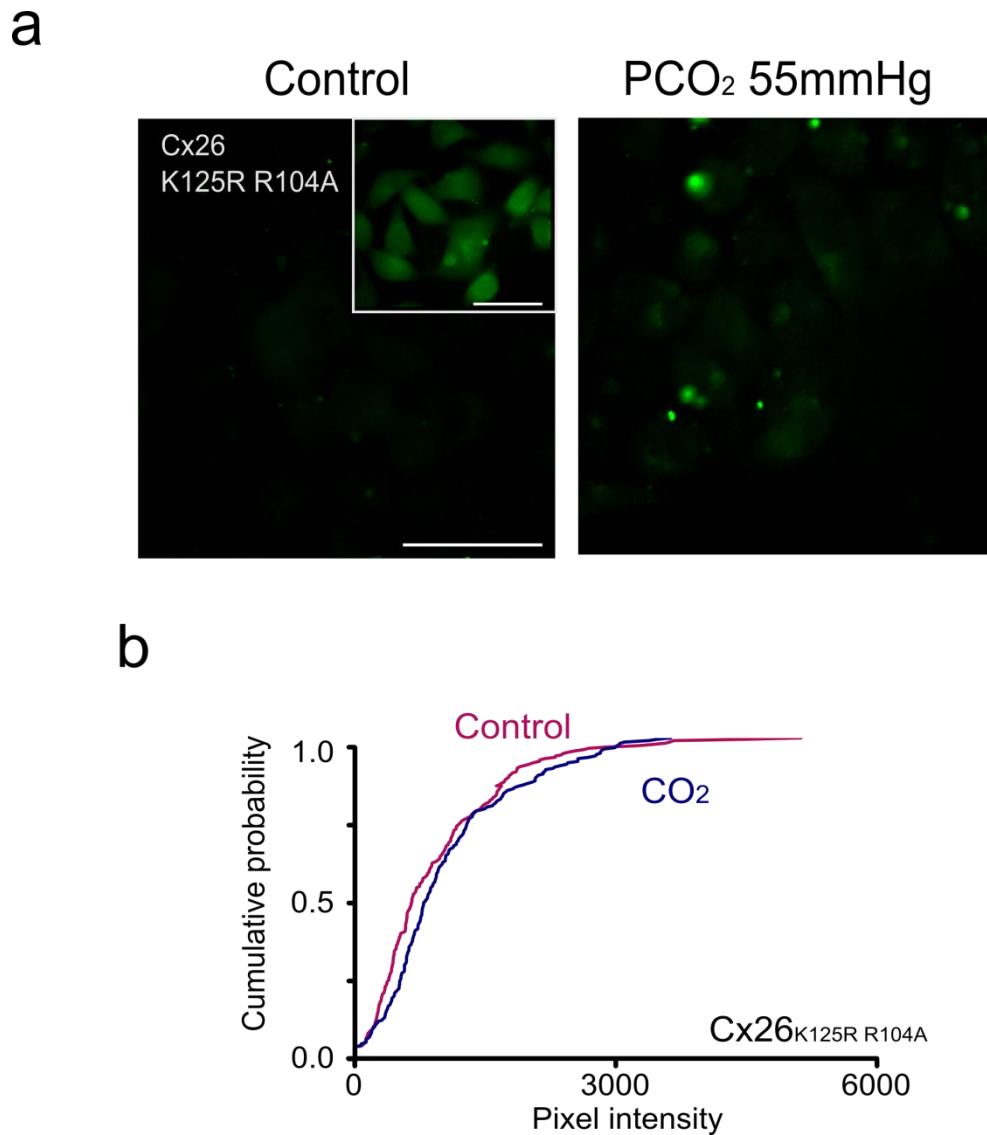 a
Control
PCO₂ 55mmHg
Cx26
K125R R104A
b
Control
CO₂
Cumulative probability
1.0
0.5
0.0
Cx26K125R R104A
0
3000
6000
Pixel intensity